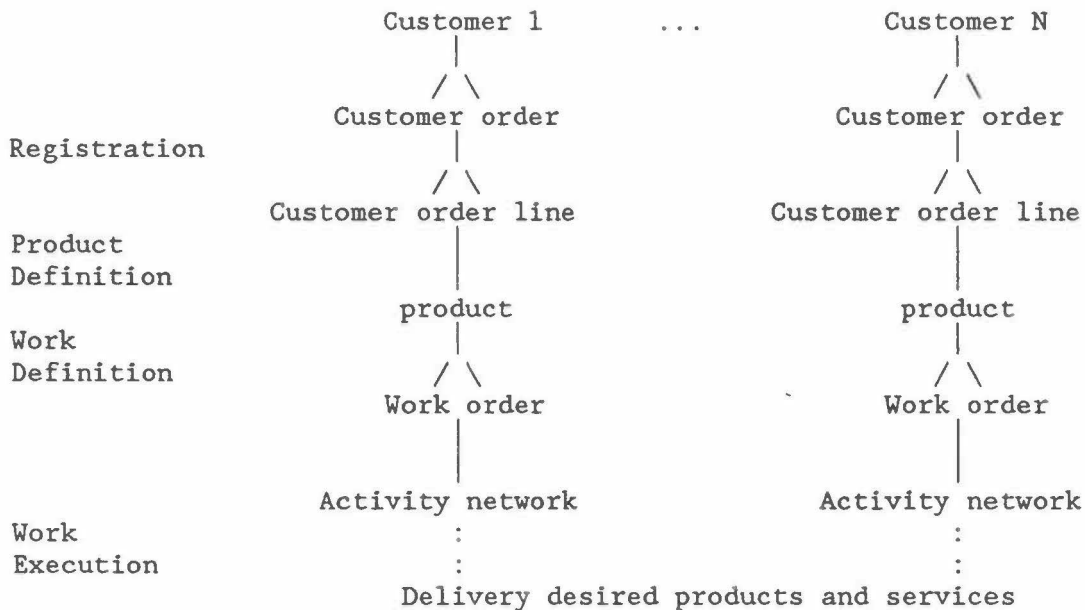 Customer 1 ... Customer N
Customer order Customer order
Registration
Customer order line Customer order line
Product
Definition
product product
Work
Definition
Work order Work order
Activity network Activity network
Work
Execution
Delivery desired products and services